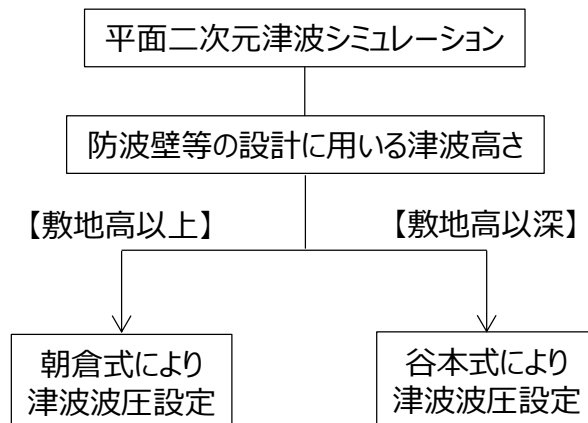 平面二次元津波シミュレーション
防波壁等の設計に用いる津波高さ
【敷地高以上】
【敷地高以深】
朝倉式により
津波波圧設定
谷本式により
津波波圧設定